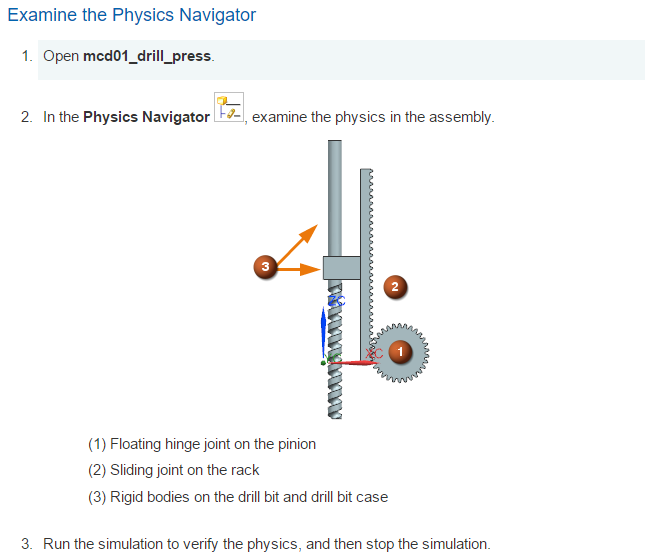 Examine the Physics Navigator
1. Open mcd01_drill_press.
2. In the Physics Navigator , examine the physics in the assembly.
3
2
ZC
XC
1
(1) Floating hinge joint on the pinion
(2) Sliding joint on the rack
(3) Rigid bodies on the drill bit and drill bit case
3. Run the simulation to verify the physics, and then stop the simulation.